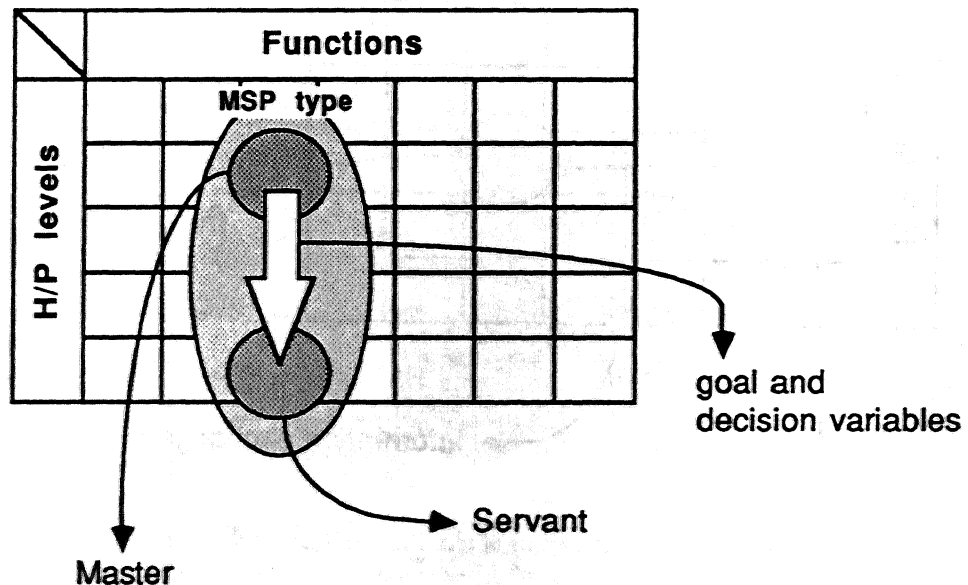 Functions
MSP type
H/P levels
goal and
decision variables
Servant
Master